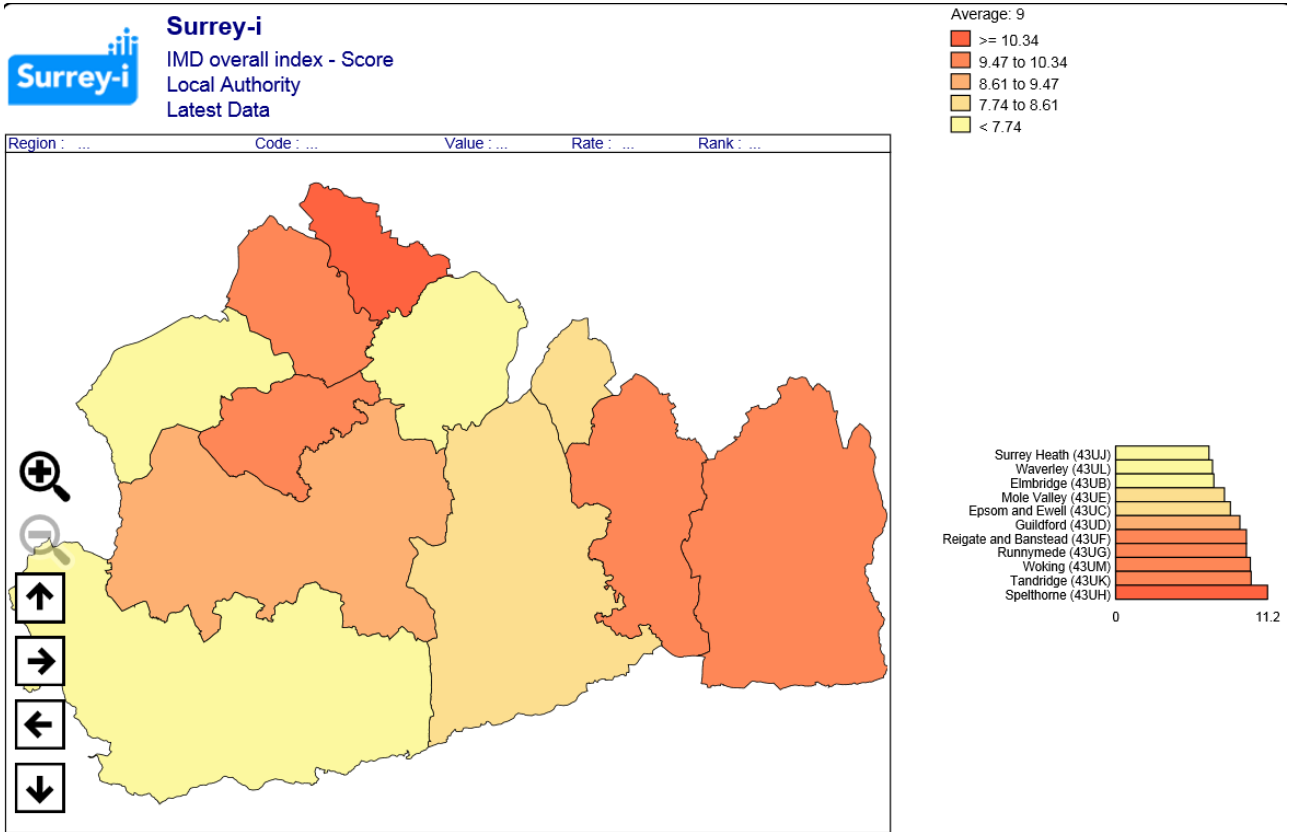 Surrey-i
Surrey-i
IMD overall index - Score
Local Authority
Latest Data
Region : ... Code : ... Value : ... Rate : ... Rank : ...
Average: 9
>= 10.34
9.47 to 10.34
8.61 to 9.47
7.74 to 8.61
< 7.74
Surrey Heath (43UJ)
Waverley (43UL)
Elmbridge (43UB)
Mole Valley (43UE)
Epsom and Ewell (43UC)
Guildford (43UD)
Reigate and Banstead (43UF)
Runnymede (43UG)
Woking (43UM)
Tandridge (43UK)
Spelthorne (43UH)
0 11.2